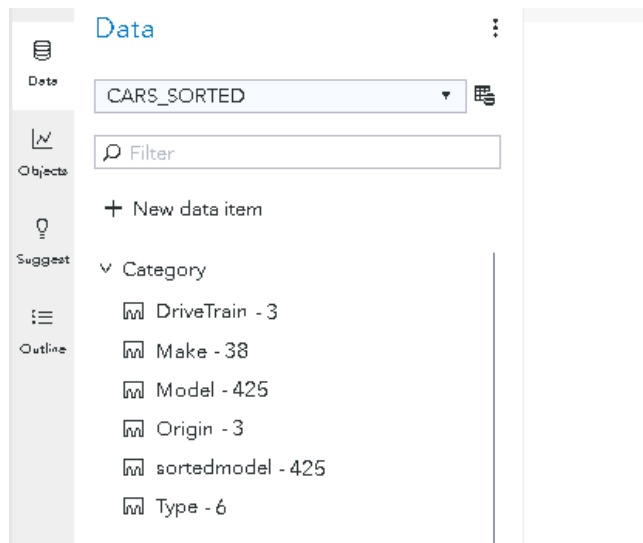 Data
Data
CARS_SORTED
Objects
Filter
New data item
Suggest
Category
DriveTrain - 3
Outline
Make - 38
Model - 425
Origin - 3
sortedmodel - 425
Type - 6